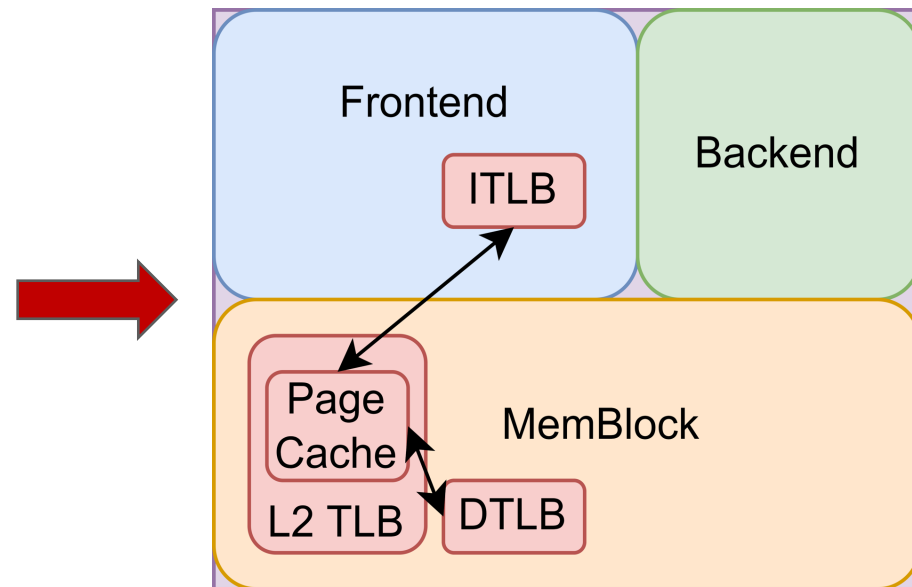 Frontend
Backend
ITLB
Page
Cache
MemBlock
L2 TLB
DTLB